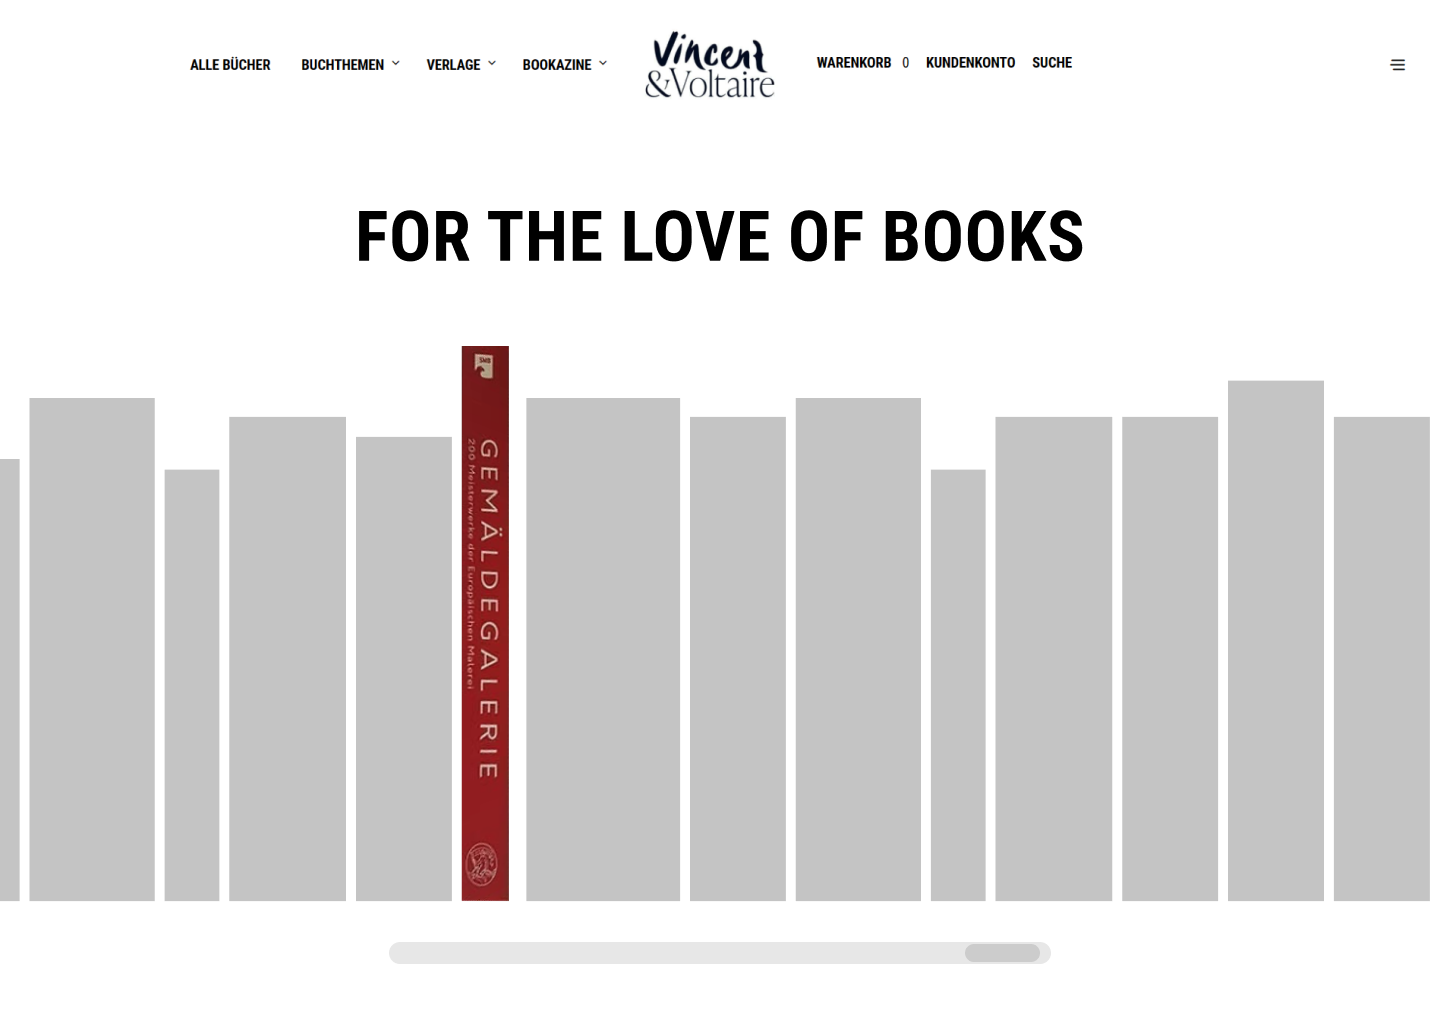 ALLE BÜCHER
BUCHTHEMEN
VERLAGE
BOOKAZINE
Vincent
&Voltaire
WARENKORB 0
KUNDENKONTO
SUCHE
FOR THE LOVE OF BOOKS
SMB
GEMÄLDEGALERIE
200 Meisterwerke der Europäischen Malerei